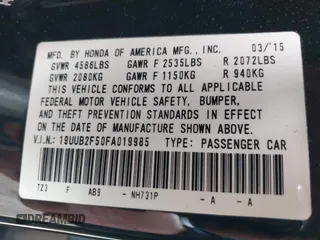 MFD. BY HONDA OF AMERICA MFG., INC. 03/15
GVWR 4586LBS GAWR F 2535LBS R 2072LBS
GVWR 2080KG GAWR F 1150KG R 940KG
THIS VEHICLE CONFORMS TO ALL APPLICABLE
FEDERAL MOTOR VEHICLE SAFETY, BUMPER,
AND THEFT PREVENTION STANDARDS IN EFFECT
ON THE DATE OF MANUFACTURE SHOWN ABOVE.
V.I.N.: 19UUB2F50FA019985 TYPE: PASSENGER CAR
TZ3 F AB9 - NH731P - A - A
DREAMBID